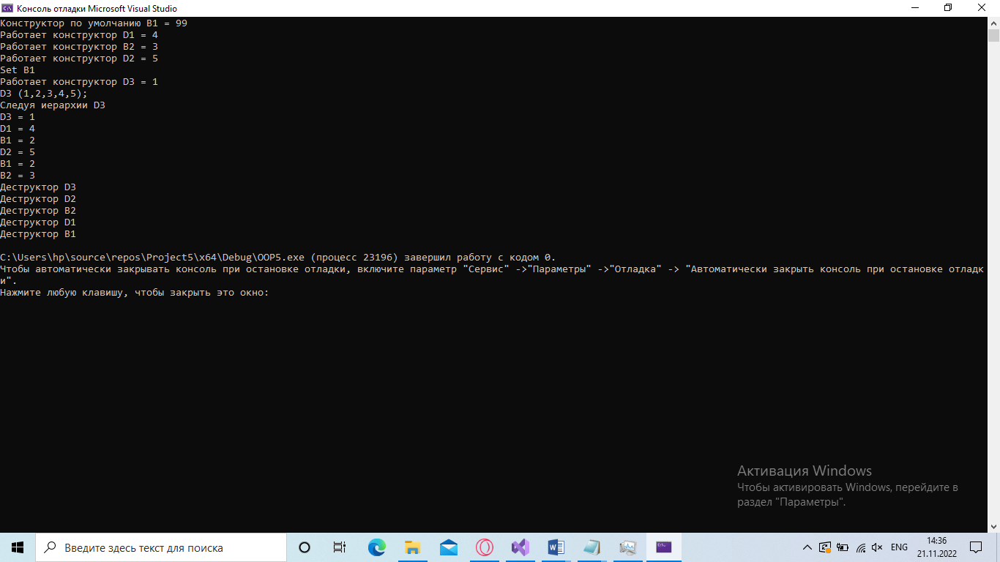 Консоль отладки Microsoft Visual Studio
Конструктор по умолчанию B1 = 99
Работает конструктор D1 = 4
Работает конструктор B2 = 3
Работает конструктор D2 = 5
Set B1
Работает конструктор D3 = 1
D3 (1,2,3,4,5);
Следуя иерархии D3
D3 = 1
D1 = 4
B1 = 2
D2 = 5
B1 = 2
B2 = 3
Деструктор D3
Деструктор D2
Деструктор B2
Деструктор D1
Деструктор B1
C:\Users\hp\source\repos\Project5\x64\Debug\OOP5.exe (процесс 23196) завершил работу с кодом 0.
Чтобы автоматически закрывать консоль при остановке отладки, включите параметр "Сервис" ->"Параметры" ->"Отладка" -> "Автоматически закрыть консоль при остановке отладк
и".
Нажмите любую клавишу, чтобы закрыть это окно:
Активация Windows
Чтобы активировать Windows, перейдите в
раздел "Параметры".
Введите здесь текст для поиска
ENG
14:36
21.11.2022